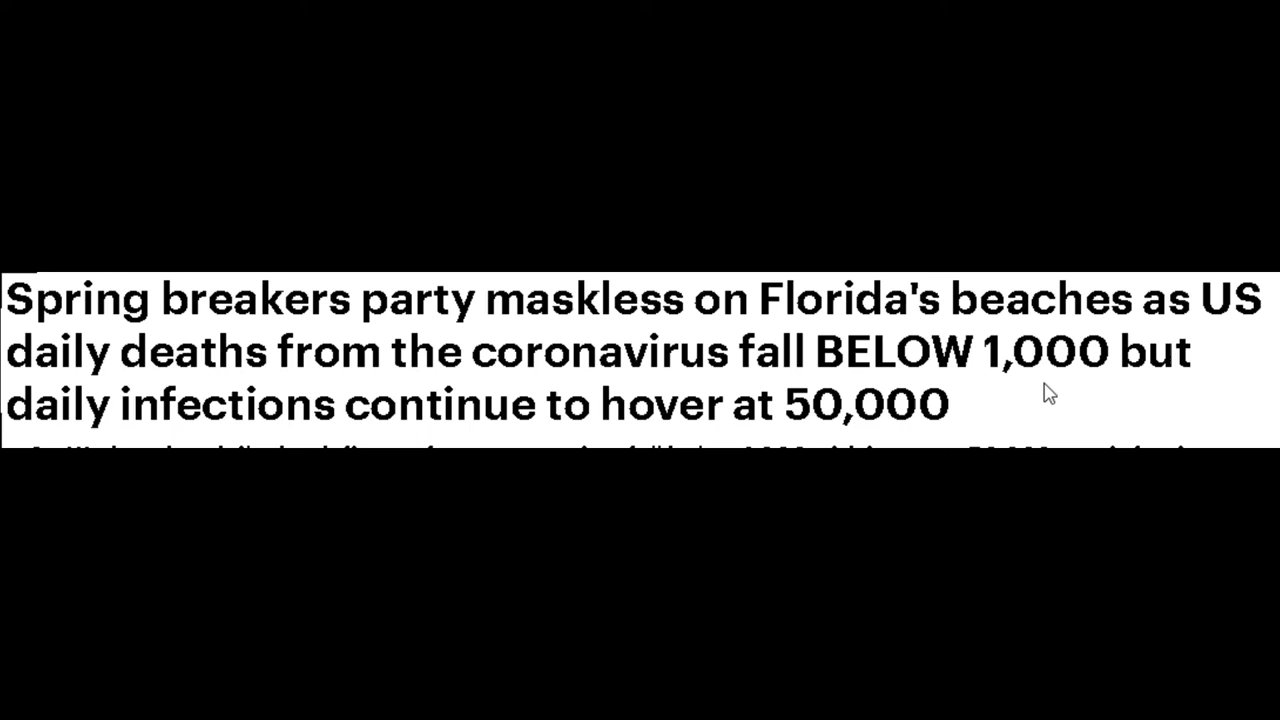 Spring breakers party maskless on Florida's beaches as US
daily deaths from the coronavirus fall BELOW 1,000 but
daily infections continue to hover at 50,000